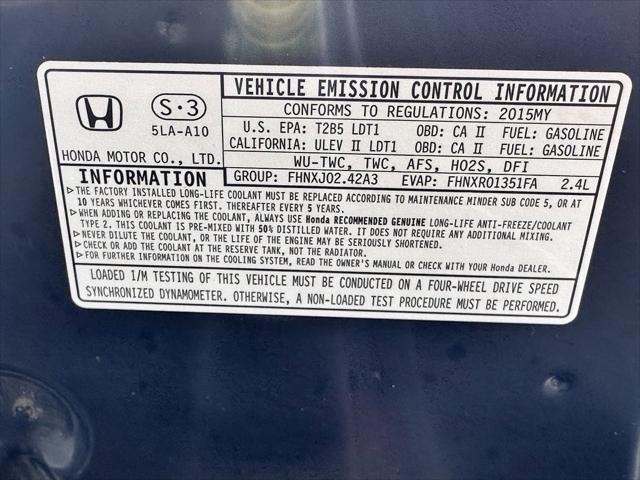 S·3
5LA-A10
HONDA MOTOR CO., LTD.
VEHICLE EMISSION CONTROL INFORMATION
CONFORMS TO REGULATIONS: 2015MY
U.S. EPA: T2B5 LDT1 OBD: CA II FUEL: GASOLINE
CALIFORNIA: ULEV II LDT1 OBD: CA II FUEL: GASOLINE
WU-TWC, TWC, AFS, HO2S, DFI
GROUP: FHNXJ02.42A3 EVAP: FHNXR01351FA 2.4L
INFORMATION
▷THE FACTORY INSTALLED LONG-LIFE COOLANT MUST BE REPLACED ACCORDING TO MAINTENANCE MINDER SUB CODE 5, OR AT
10 YEARS WHICHEVER COMES FIRST. THEREAFTER EVERY 5 YEARS.
▷WHEN ADDING OR REPLACING THE COOLANT, ALWAYS USE Honda RECOMMENDED GENUINE LONG-LIFE ANTI-FREEZE/COOLANT
TYPE 2. THIS COOLANT IS PRE-MIXED WITH 50% DISTILLED WATER. IT DOES NOT REQUIRE ANY ADDITIONAL MIXING.
▷NEVER DILUTE THE COOLANT, OR THE LIFE OF THE ENGINE MAY BE SERIOUSLY SHORTENED.
▷CHECK OR ADD THE COOLANT AT THE RESERVE TANK, NOT THE RADIATOR.
▷FOR FURTHER INFORMATION ON THE COOLING SYSTEM, READ THE OWNER'S MANUAL OR CHECK WITH YOUR Honda DEALER.
LOADED I/M TESTING OF THIS VEHICLE MUST BE CONDUCTED ON A FOUR-WHEEL DRIVE SPEED
SYNCHRONIZED DYNAMOMETER. OTHERWISE, A NON-LOADED TEST PROCEDURE MUST BE PERFORMED.